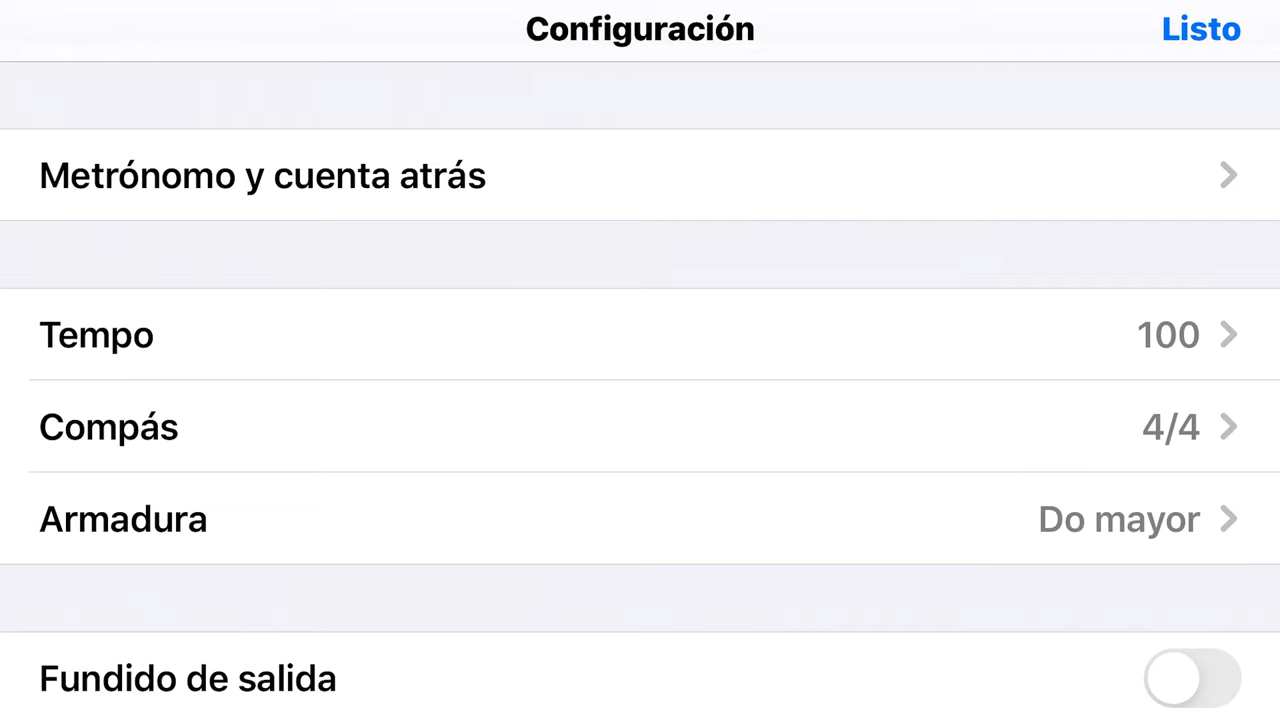 Configuración
Listo
Metrónomo y cuenta atrás
Tempo 100
Compás 4/4
Armadura Do mayor
Fundido de salida